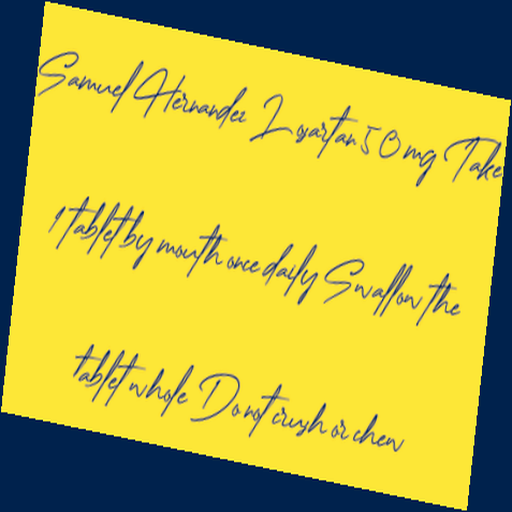 Samuel Hernandez Losartan 50 mg Take
1 tablet by mouth once daily Swallow the
tablet whole Do not crush or chew